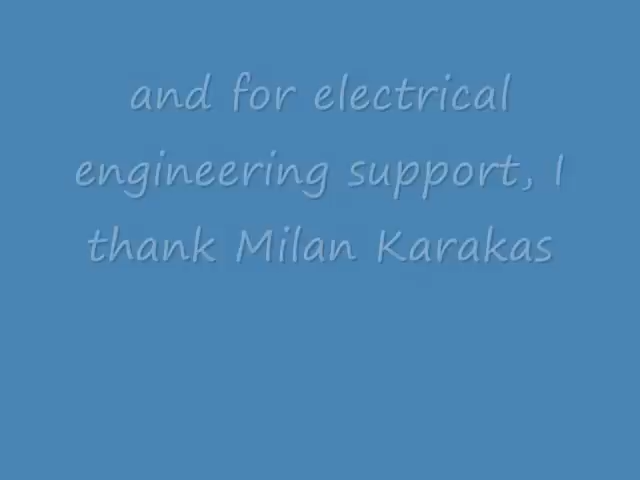 and for electrical
engineering support, I
thank Milan Karakas